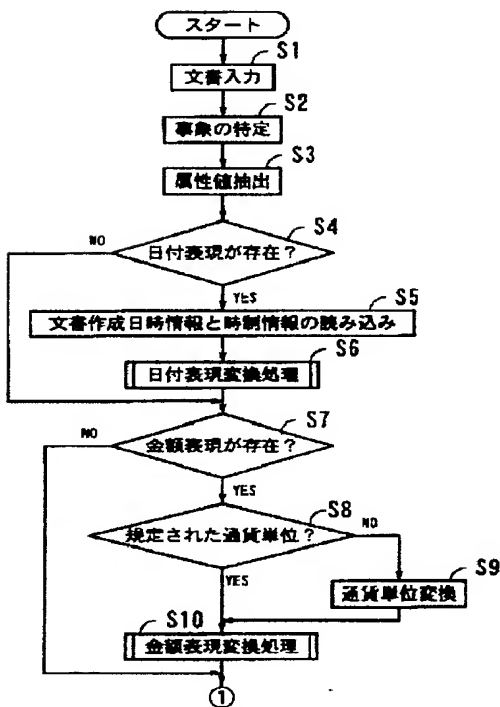 スタート
S1
文書入力
S2
事象の特定
S3
属性値抽出
S4
NO
日付表現が存在?
YES
S5
文書作成日時情報と時制情報の読み込み
S6
日付表現変換処理
S7
NO
金額表現が存在?
YES
S8
規定された通貨単位?
NO
S9
YES
通貨単位変換
S10
金額表現変換処理
①